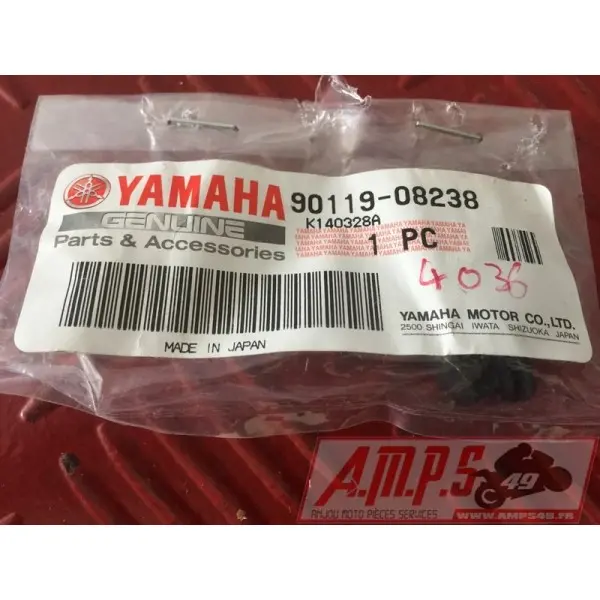 YAMAHA 90119-08238
GENUINE K140328A
Parts & Accessories 1 PC
4036
YAMAHA MOTOR CO.,LTD.
2500 SHINGAI IWATA SHIZUOKA JAPAN
MADE IN JAPAN
A.M.P.S 49
ANJOU MOTO PIÈCES SERVICES
WWW.AMPS49.FR